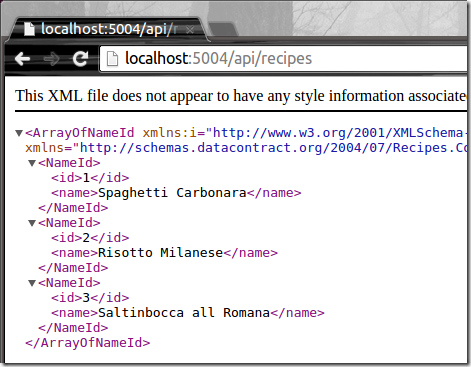 localhost:5004/api/r
localhost:5004/api/recipes
This XML file does not appear to have any style information associate
<ArrayOfNameId xmlns:i="http://www.w3.org/2001/XMLSchema-
xmlns="http://schemas.datacontract.org/2004/07/Recipes.Co
<NameId>
<id>1</id>
<name>Spaghetti Carbonara</name>
</NameId>
<NameId>
<id>2</id>
<name>Risotto Milanese</name>
</NameId>
<NameId>
<id>3</id>
<name>Saltinbocca all Romana</name>
</NameId>
</ArrayOfNameId>